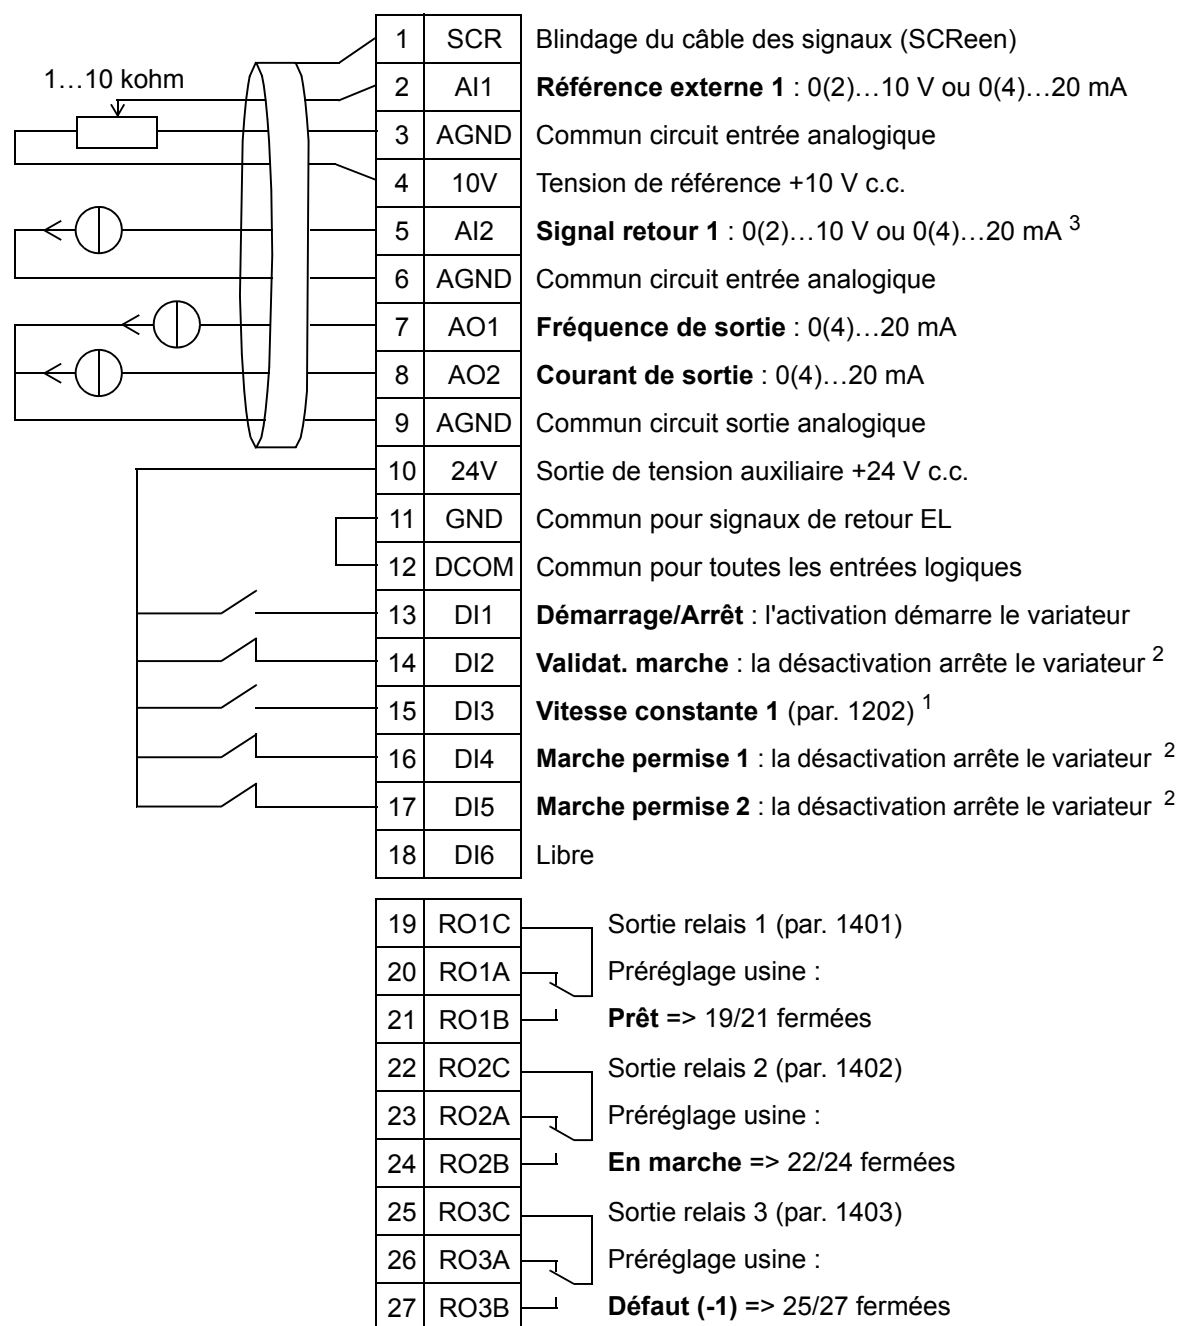 1…10 kohm
1 SCR Blindage du câble des signaux (SCReen)
2 AI1 Référence externe 1 : 0(2)…10 V ou 0(4)…20 mA
3 AGND Commun circuit entrée analogique
4 10V Tension de référence +10 V c.c.
5 AI2 Signal retour 1 : 0(2)…10 V ou 0(4)…20 mA 3
6 AGND Commun circuit entrée analogique
7 AO1 Fréquence de sortie : 0(4)…20 mA
8 AO2 Courant de sortie : 0(4)…20 mA
9 AGND Commun circuit sortie analogique
10 24V Sortie de tension auxiliaire +24 V c.c.
11 GND Commun pour signaux de retour EL
12 DCOM Commun pour toutes les entrées logiques
13 DI1 Démarrage/Arrêt : l'activation démarre le variateur
14 DI2 Validat. marche : la désactivation arrête le variateur 2
15 DI3 Vitesse constante 1 (par. 1202) 1
16 DI4 Marche permise 1 : la désactivation arrête le variateur 2
17 DI5 Marche permise 2 : la désactivation arrête le variateur 2
18 DI6 Libre
19 RO1C Sortie relais 1 (par. 1401)
20 RO1A Préréglage usine :
21 RO1B Prêt => 19/21 fermées
22 RO2C Sortie relais 2 (par. 1402)
23 RO2A Préréglage usine :
24 RO2B En marche => 22/24 fermées
25 RO3C Sortie relais 3 (par. 1403)
26 RO3A Préréglage usine :
27 RO3B Défaut (-1) => 25/27 fermées